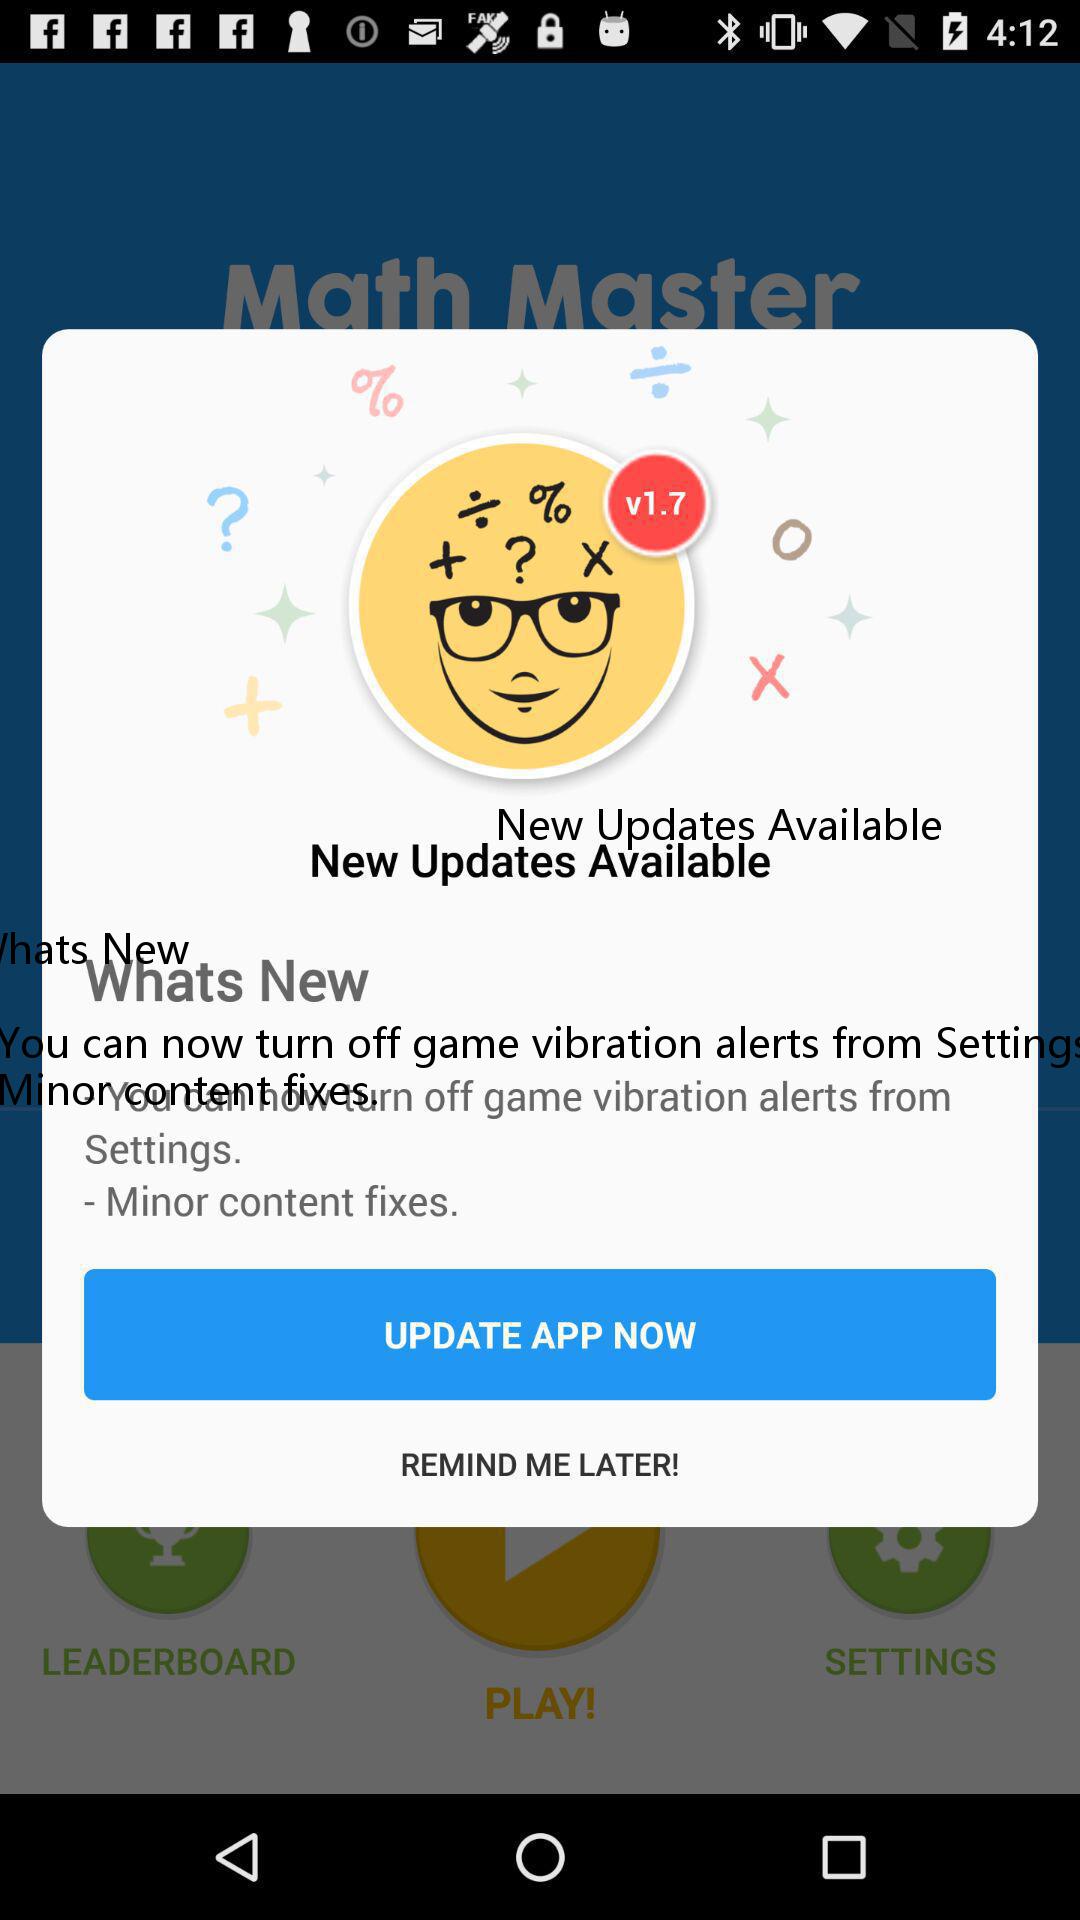 FAKE
4:12
Math Master
v1.7
New Updates Available
New Updates Available
Whats New
Whats New
You can now turn off game vibration alerts from Settings
Minor content fixes.
- You can now turn off game vibration alerts from
Settings.
- Minor content fixes.
UPDATE APP NOW
REMIND ME LATER!
LEADERBOARD
PLAY!
SETTINGS